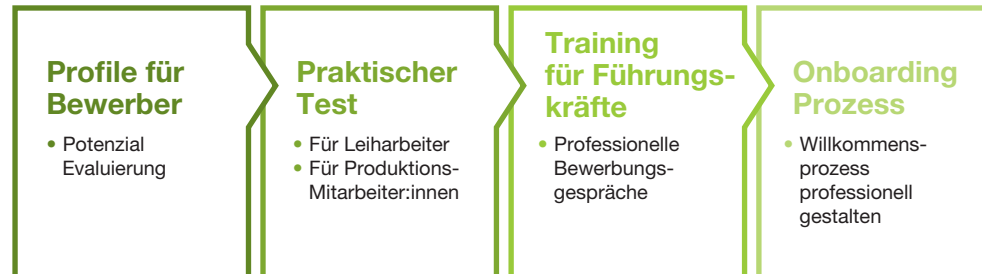 Profile für
Bewerber
• Potenzial
Evaluierung
Praktischer
Test
• Für Leiharbeiter
• Für Produktions-
Mitarbeiter:innen
Training
für Führungs-
kräfte
• Professionelle
Bewerbungs-
gespräche
Onboarding
Prozess
• Willkommens-
prozess
professionell
gestalten